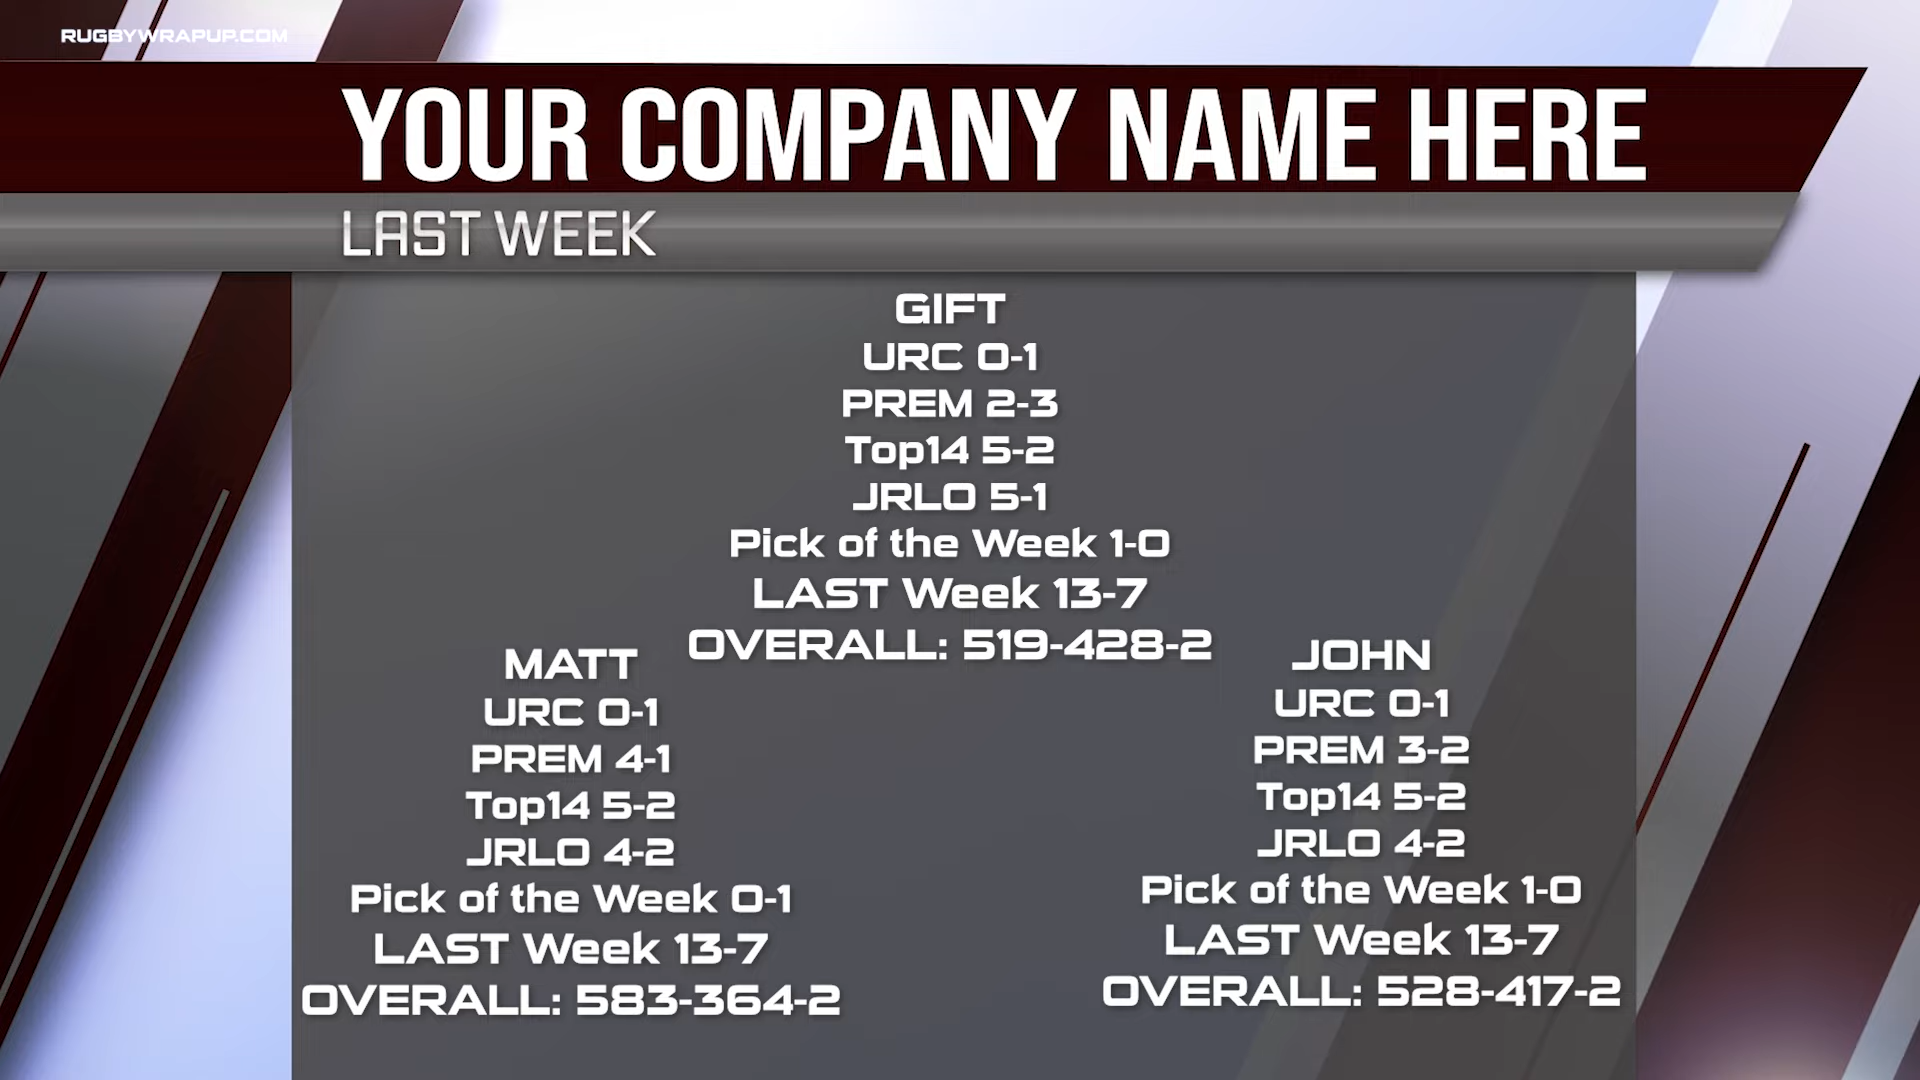 RUGBYWRAPUP.COM
YOUR COMPANY NAME HERE
LAST WEEK
GIFT
URC 0-1
PREM 2-3
Top14 5-2
JRLO 5-1
Pick of the Week 1-0
LAST Week 13-7
OVERALL: 519-428-2
MATT
URC 0-1
PREM 4-1
Top14 5-2
JRLO 4-2
Pick of the Week 0-1
LAST Week 13-7
OVERALL: 583-364-2
JOHN
URC 0-1
PREM 3-2
Top14 5-2
JRLO 4-2
Pick of the Week 1-0
LAST Week 13-7
OVERALL: 528-417-2